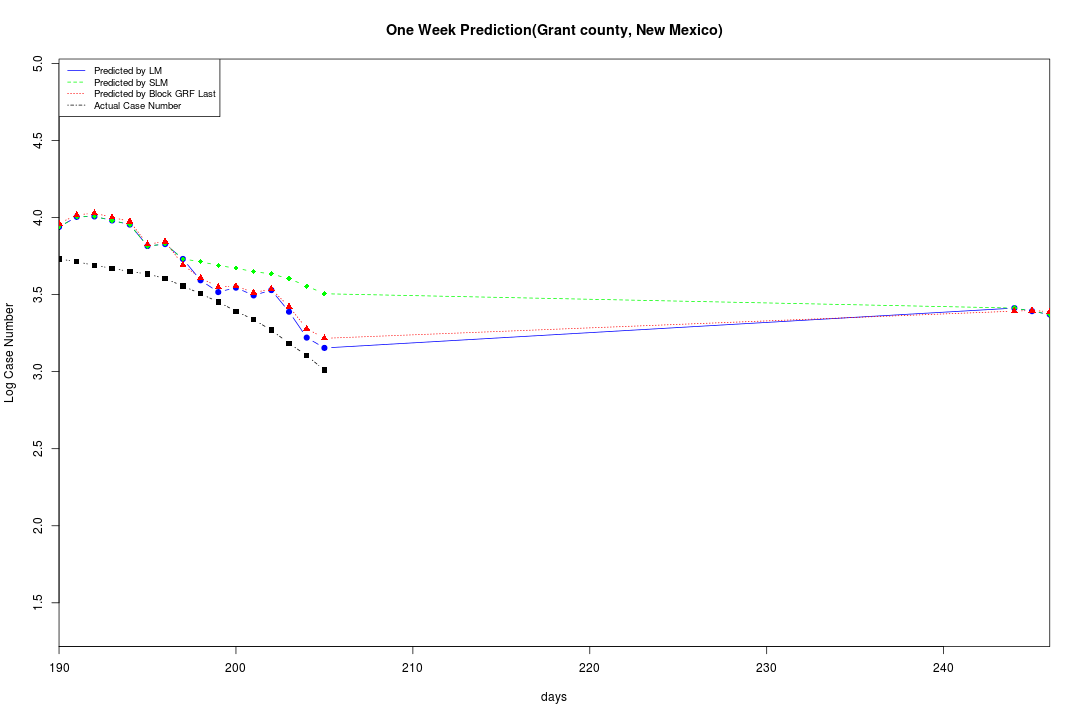 One Week Prediction(Grant county, New Mexico)
Predicted by LM
Predicted by SLM
Predicted by Block GRF Last
Actual Case Number
Log Case Number
5.0
4.5
4.0
3.5
3.0
2.5
2.0
1.5
190 200 210 220 230 240
days